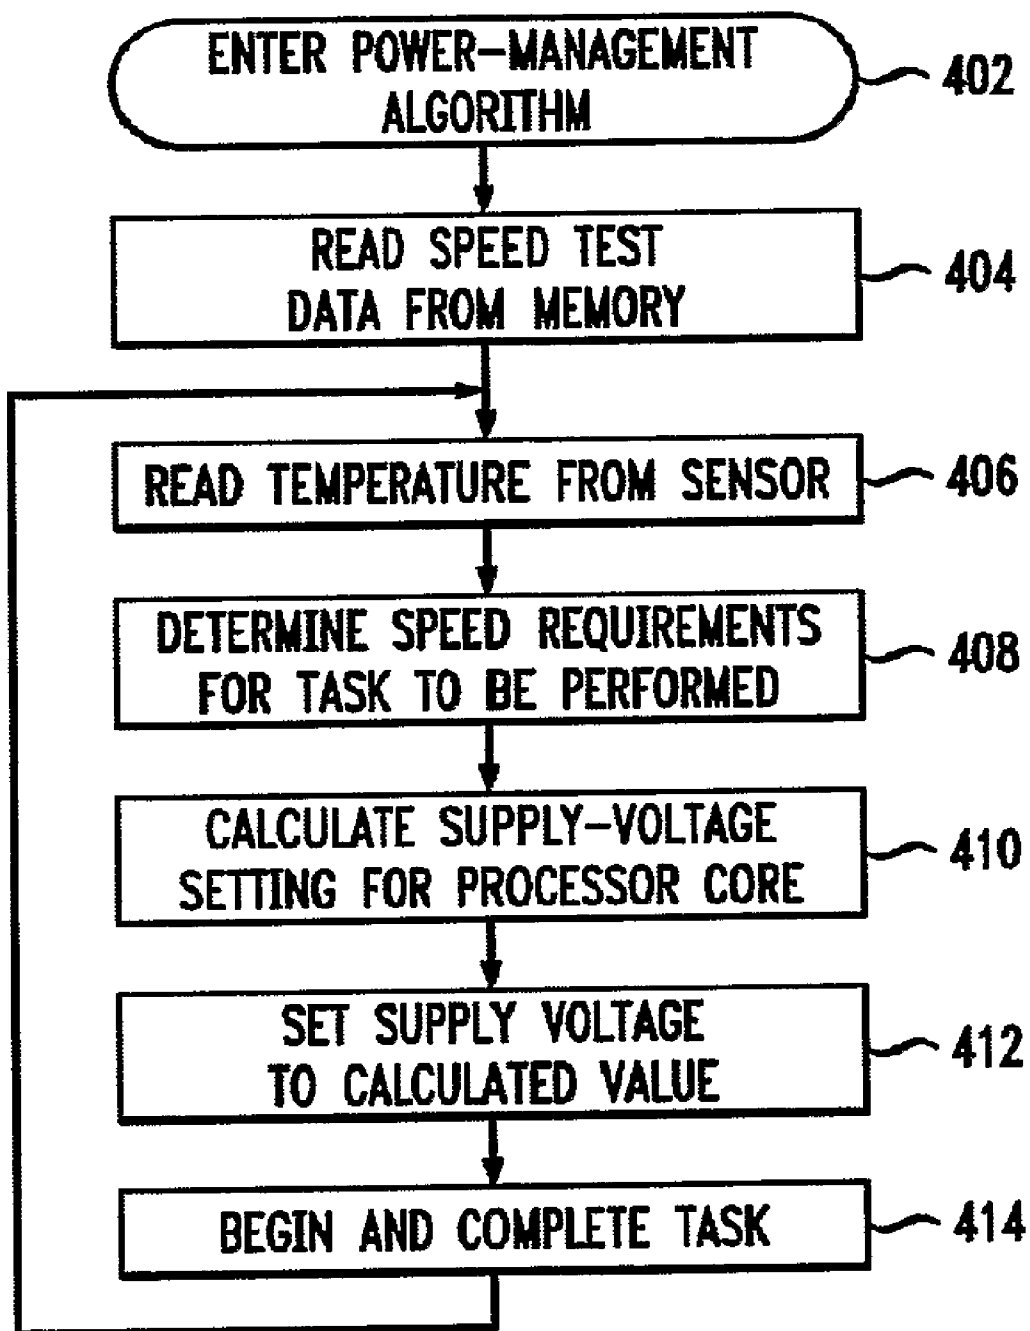 ENTER POWER-MANAGEMENT
ALGORITHM
402
READ SPEED TEST
DATA FROM MEMORY
404
READ TEMPERATURE FROM SENSOR
406
DETERMINE SPEED REQUIREMENTS
FOR TASK TO BE PERFORMED
408
CALCULATE SUPPLY-VOLTAGE
SETTING FOR PROCESSOR CORE
410
SET SUPPLY VOLTAGE
TO CALCULATED VALUE
412
BEGIN AND COMPLETE TASK
414